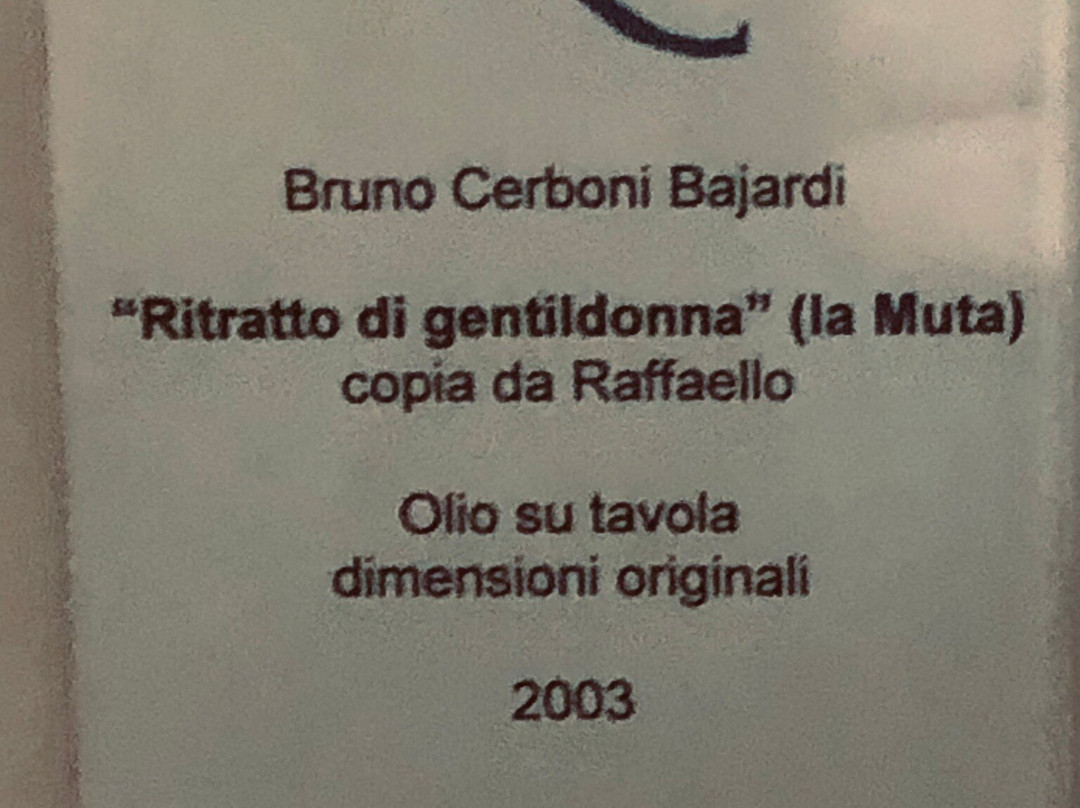 Bruno Cerboni Bajardi
“Ritratto di gentildonna” (la Muta)
copia da Raffaello
Olio su tavola
dimensioni originali
2003